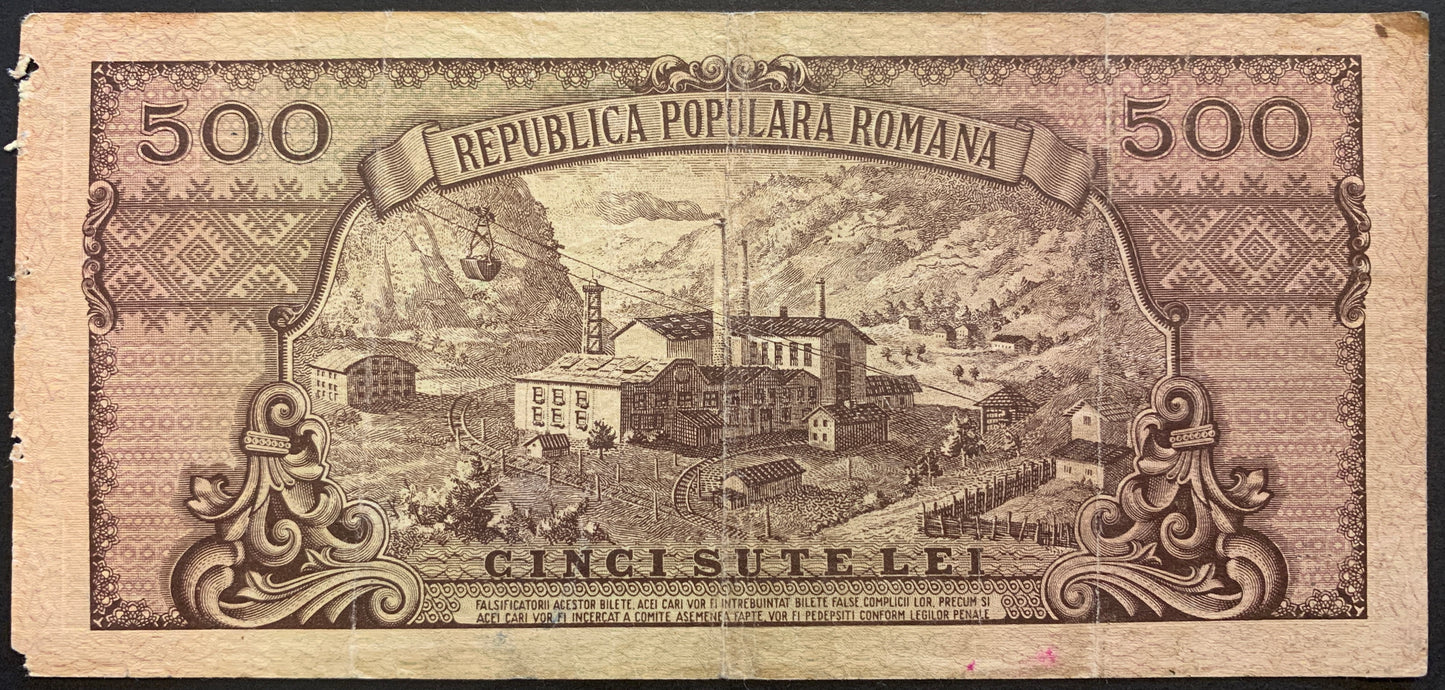 500
REPUBLICA POPULARA ROMANA
500
CINCI SUTE LEI
FALSIFICATORII ACESTOR BILETE, ACEI CARI VOR FI INTREBUINTAT BILETE FALSE, COMPLICII LOR, PRECUM SI
ACEI CARI VOR FI INCERCAT A COMITE ASEMENEA FAPTE, VOR FI PEDEPSITI CONFORM LEGILOR PENALE